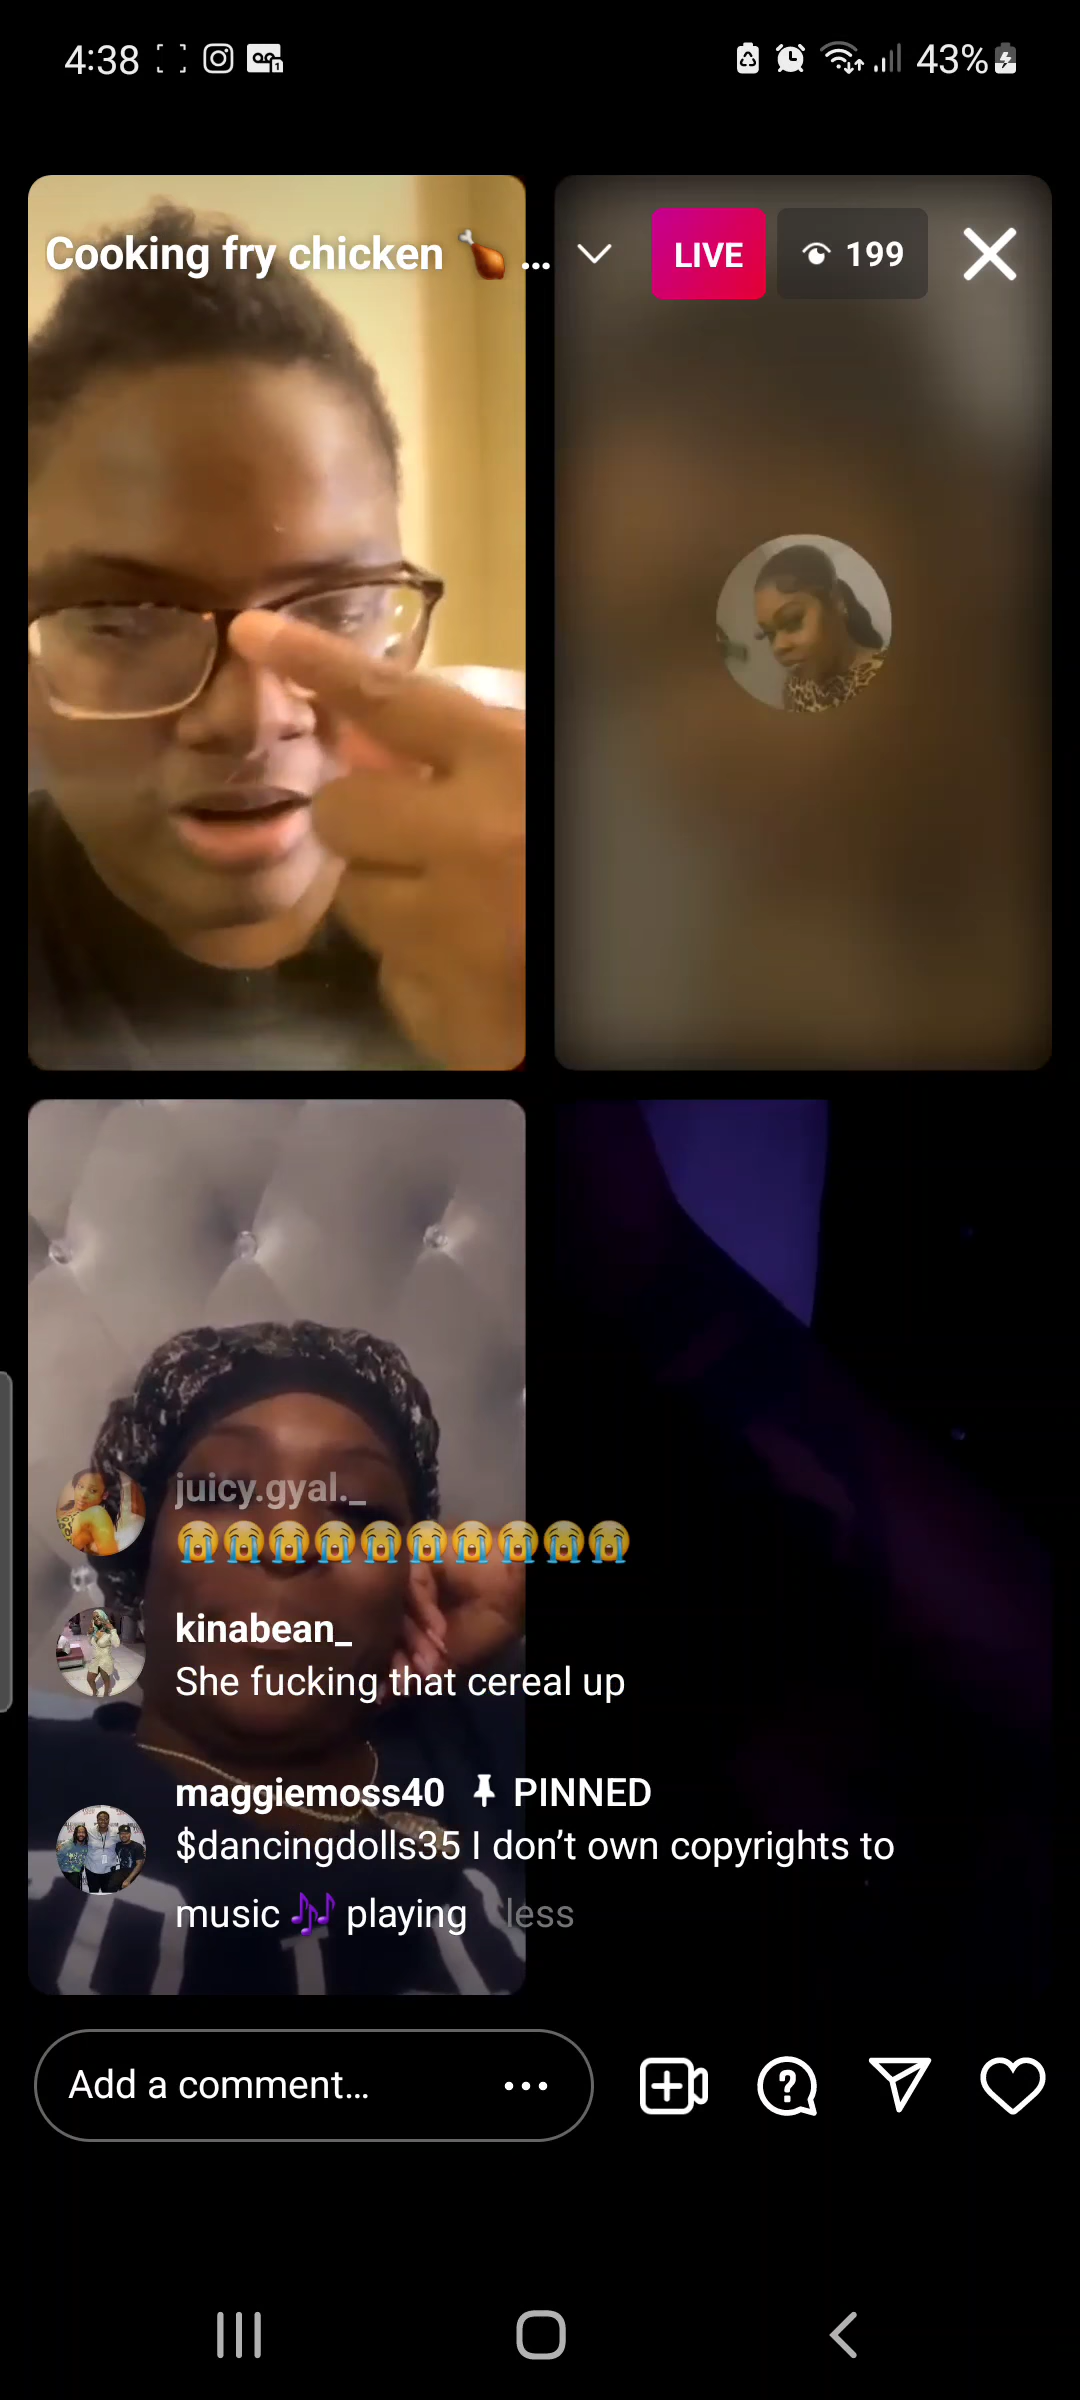 4:38
43%
Cooking fry chicken 🍗 ...
LIVE
199
juicy.gyal._
😭😭😭😭😭😭😭😭😭😭
kinabean_
She fucking that cereal up
maggiemoss40 PINNED
$dancingdolls35 I don’t own copyrights to
music 🎶 playing less
Add a comment...